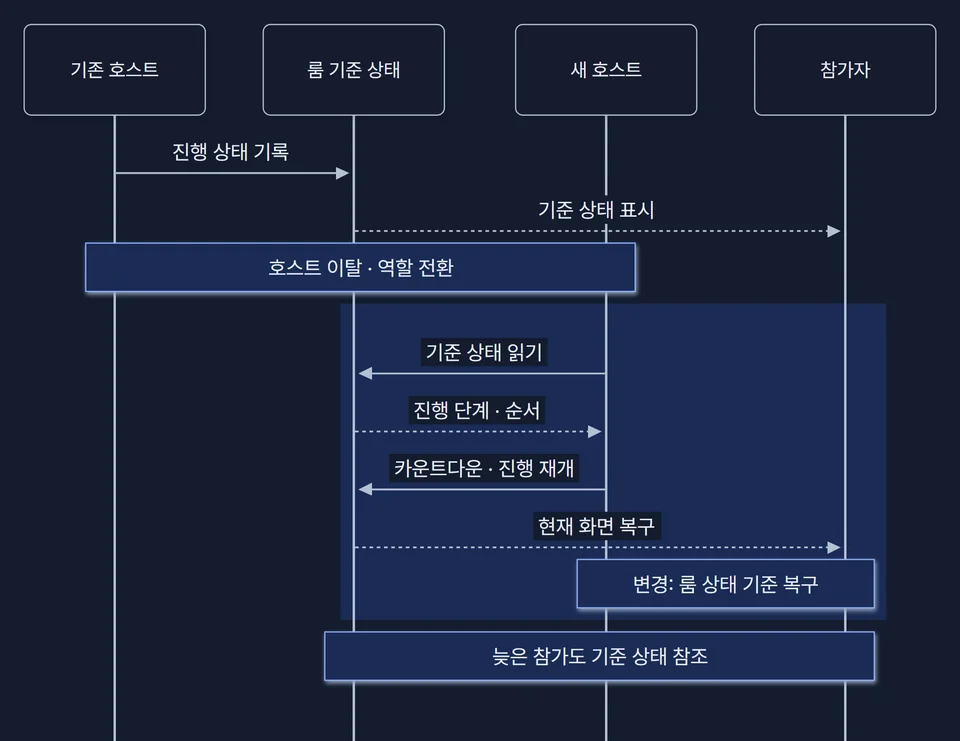 기존 호스트
룸 기준 상태
새 호스트
참가자
진행 상태 기록
기준 상태 표시
호스트 이탈 · 역할 전환
기준 상태 읽기
진행 단계 · 순서
카운트다운 · 진행 재개
현재 화면 복구
변경: 룸 상태 기준 복구
늦은 참가도 기준 상태 참조